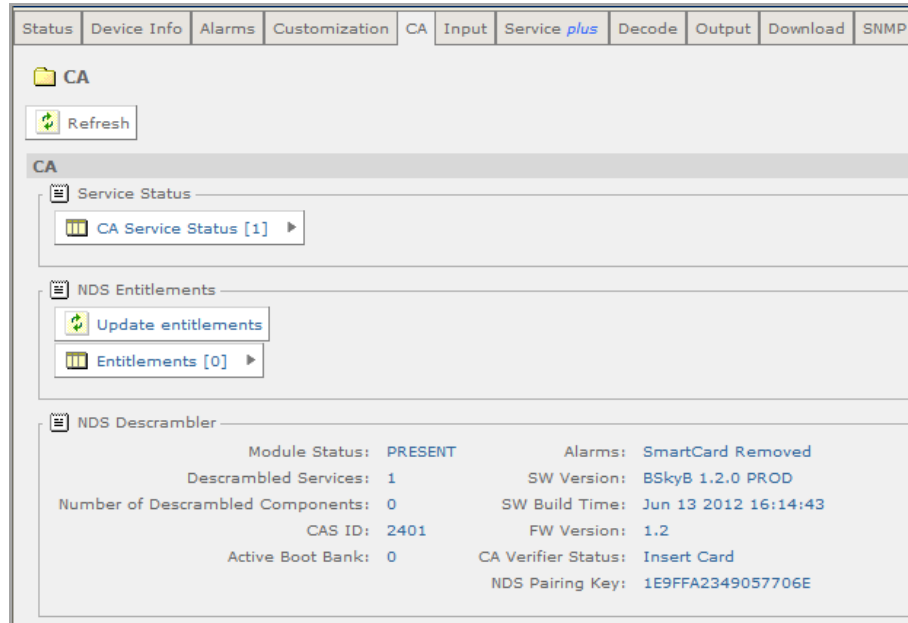 Status Device Info Alarms Customization CA Input Service plus Decode Output Download SNMP
CA
Refresh
CA
Service Status
CA Service Status [1]
NDS Entitlements
Update entitlements
Entitlements [0]
NDS Descrambler
Module Status: PRESENT Alarms: SmartCard Removed
Descrambled Services: 1 SW Version: BSkyB 1.2.0 PROD
Number of Descrambled Components: 0 SW Build Time: Jun 13 2012 16:14:43
CAS ID: 2401 FW Version: 1.2
Active Boot Bank: 0 CA Verifier Status: Insert Card
NDS Pairing Key: 1E9FFA2349057706E